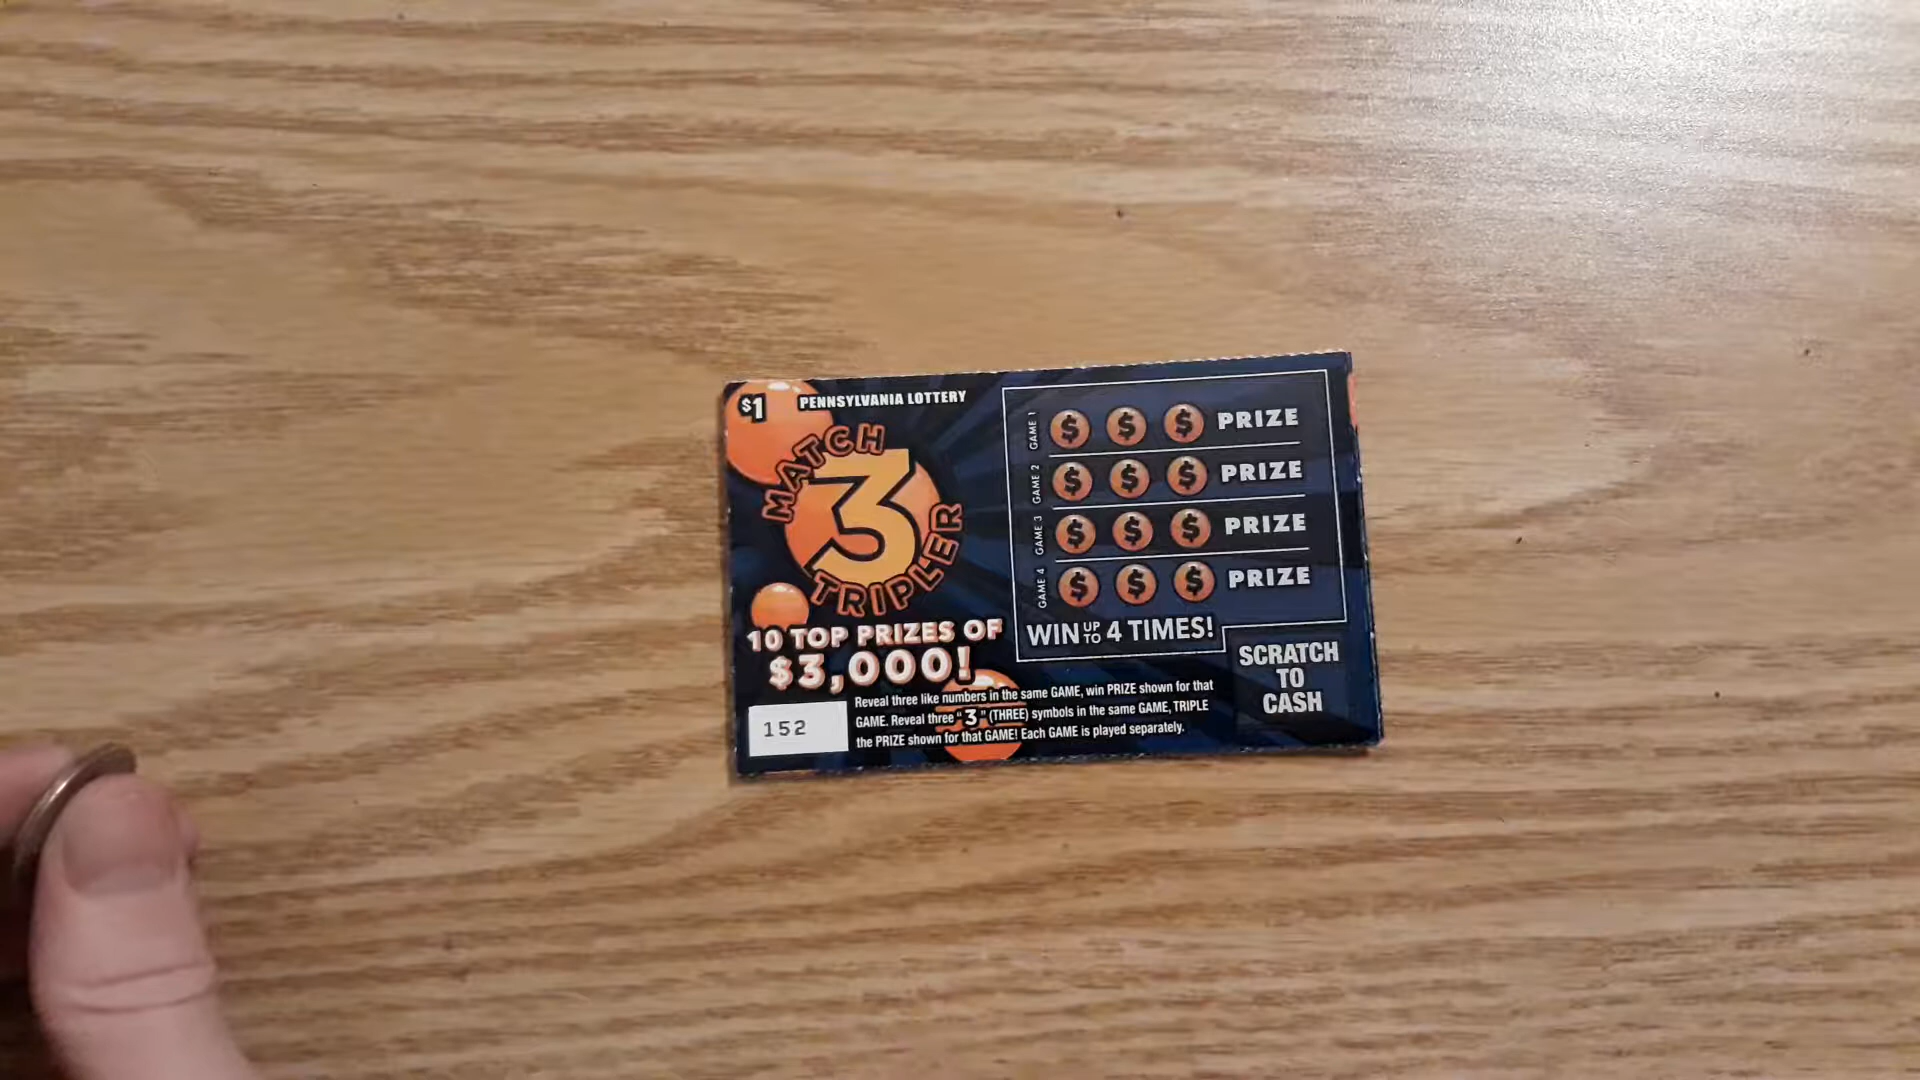 $1 PENNSYLVANIA LOTTERY
MATCH
3
TRIPLER
10 TOP PRIZES OF
$3,000!
152
GAME 1 $ $ $ PRIZE
GAME 2 $ $ $ PRIZE
GAME 3 $ $ $ PRIZE
GAME 4 $ $ $ PRIZE
WIN UP TO 4 TIMES!
SCRATCH
TO
CASH
Reveal three like numbers in the same GAME, win PRIZE shown for that
GAME. Reveal three "3" (THREE) symbols in the same GAME, TRIPLE
the PRIZE shown for that GAME! Each GAME is played separately.